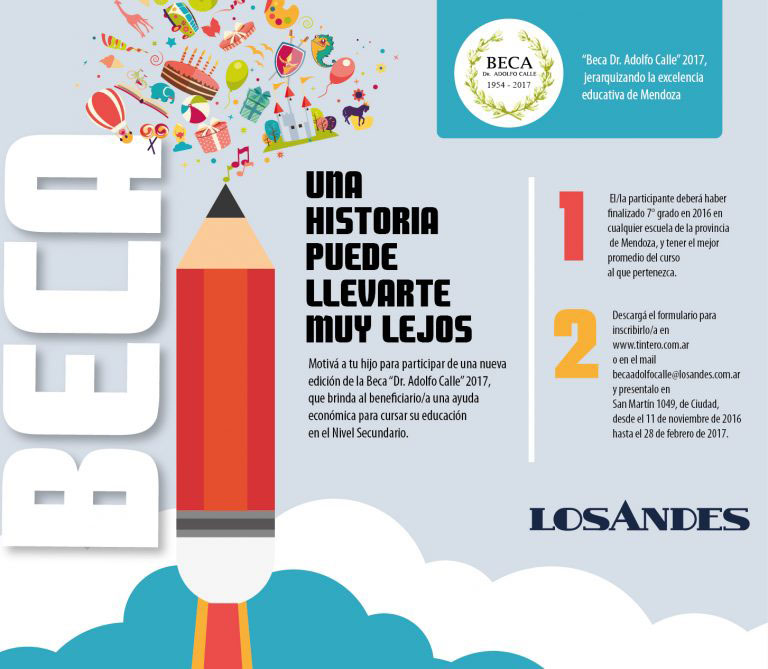 BECA
BECA
Dr. ADOLFO CALLE
1954 - 2017
"Beca Dr. Adolfo Calle" 2017,
jerarquizando la excelencia
educativa de Mendoza
UNA
HISTORIA
PUEDE
LLEVARTE
MUY LEJOS
Motivá a tu hijo para participar de una nueva
edición de la Beca "Dr. Adolfo Calle" 2017,
que brinda al beneficiario/a una ayuda
económica para cursar su educación
en el Nivel Secundario.
1
El/la participante deberá haber
finalizado 7° grado en 2016 en
cualquier escuela de la provincia
de Mendoza, y tener el mejor
promedio del curso
al que pertenezca.
2
Descargá el formulario para
inscribirlo/a en
www.tintero.com.ar
o en el mail
becaadolfocalle@losandes.com.ar
y presentalo en
San Martín 1049, de Ciudad,
desde el 11 de noviembre de 2016
hasta el 28 de febrero de 2017.
LOSANDES